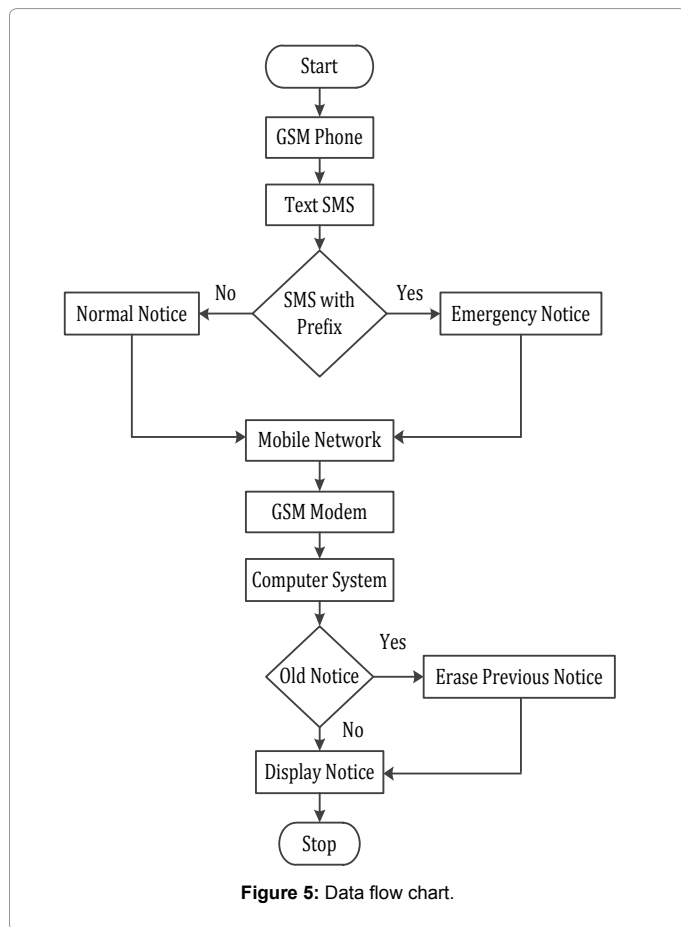 Start
GSM Phone
Text SMS
No
SMS with
Prefix
Yes
Normal Notice
Emergency Notice
Mobile Network
GSM Modem
Computer System
Old Notice
Yes
Erase Previous Notice
No
Display Notice
Stop
Figure 5: Data flow chart.